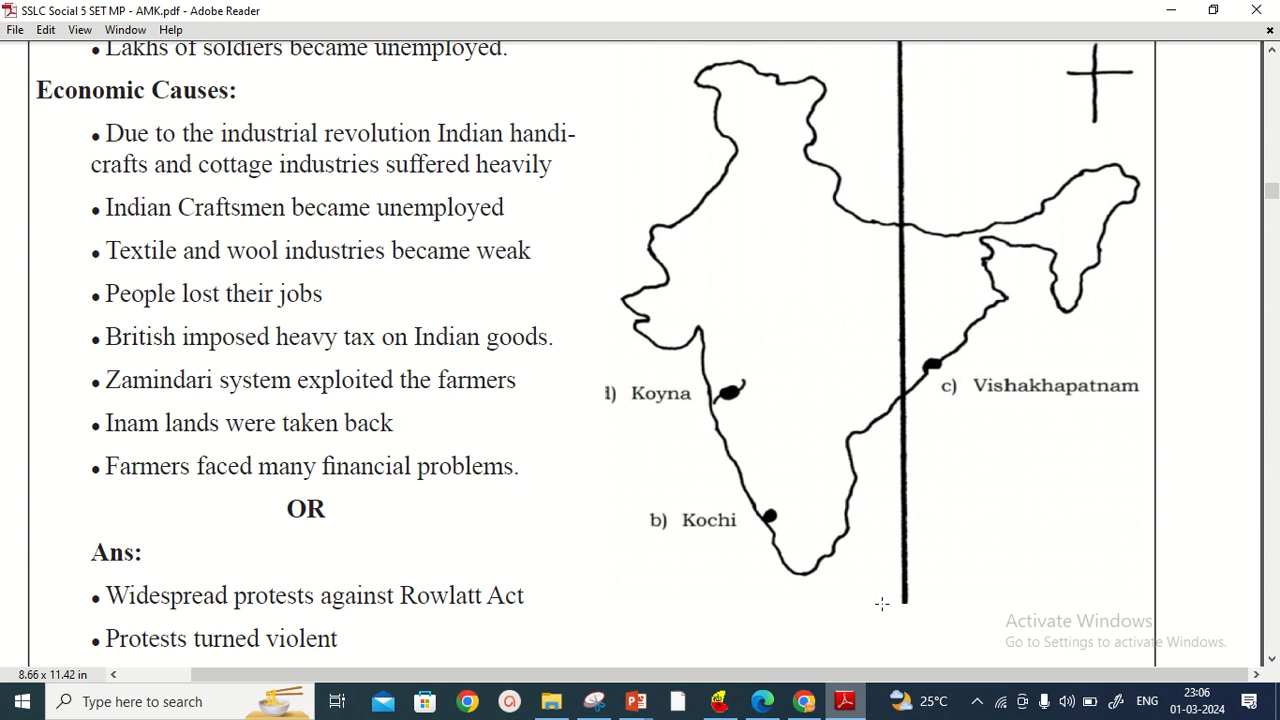 SSLC Social 5 SET MP - AMK.pdf - Adobe Reader
File Edit View Window Help
• Lakhs of soldiers became unemployed.
Economic Causes:
• Due to the industrial revolution Indian handi-
crafts and cottage industries suffered heavily
• Indian Craftsmen became unemployed
• Textile and wool industries became weak
• People lost their jobs
• British imposed heavy tax on Indian goods.
• Zamindari system exploited the farmers
• Inam lands were taken back
• Farmers faced many financial problems.
OR
Ans:
• Widespread protests against Rowlatt Act
• Protests turned violent
d) Koyna
c) Vishakhapatnam
b) Kochi
Activate Windows
Go to Settings to activate Windows.
8.66 x 11.42 in
Type here to search
25°C
ENG
23:06
01-03-2024